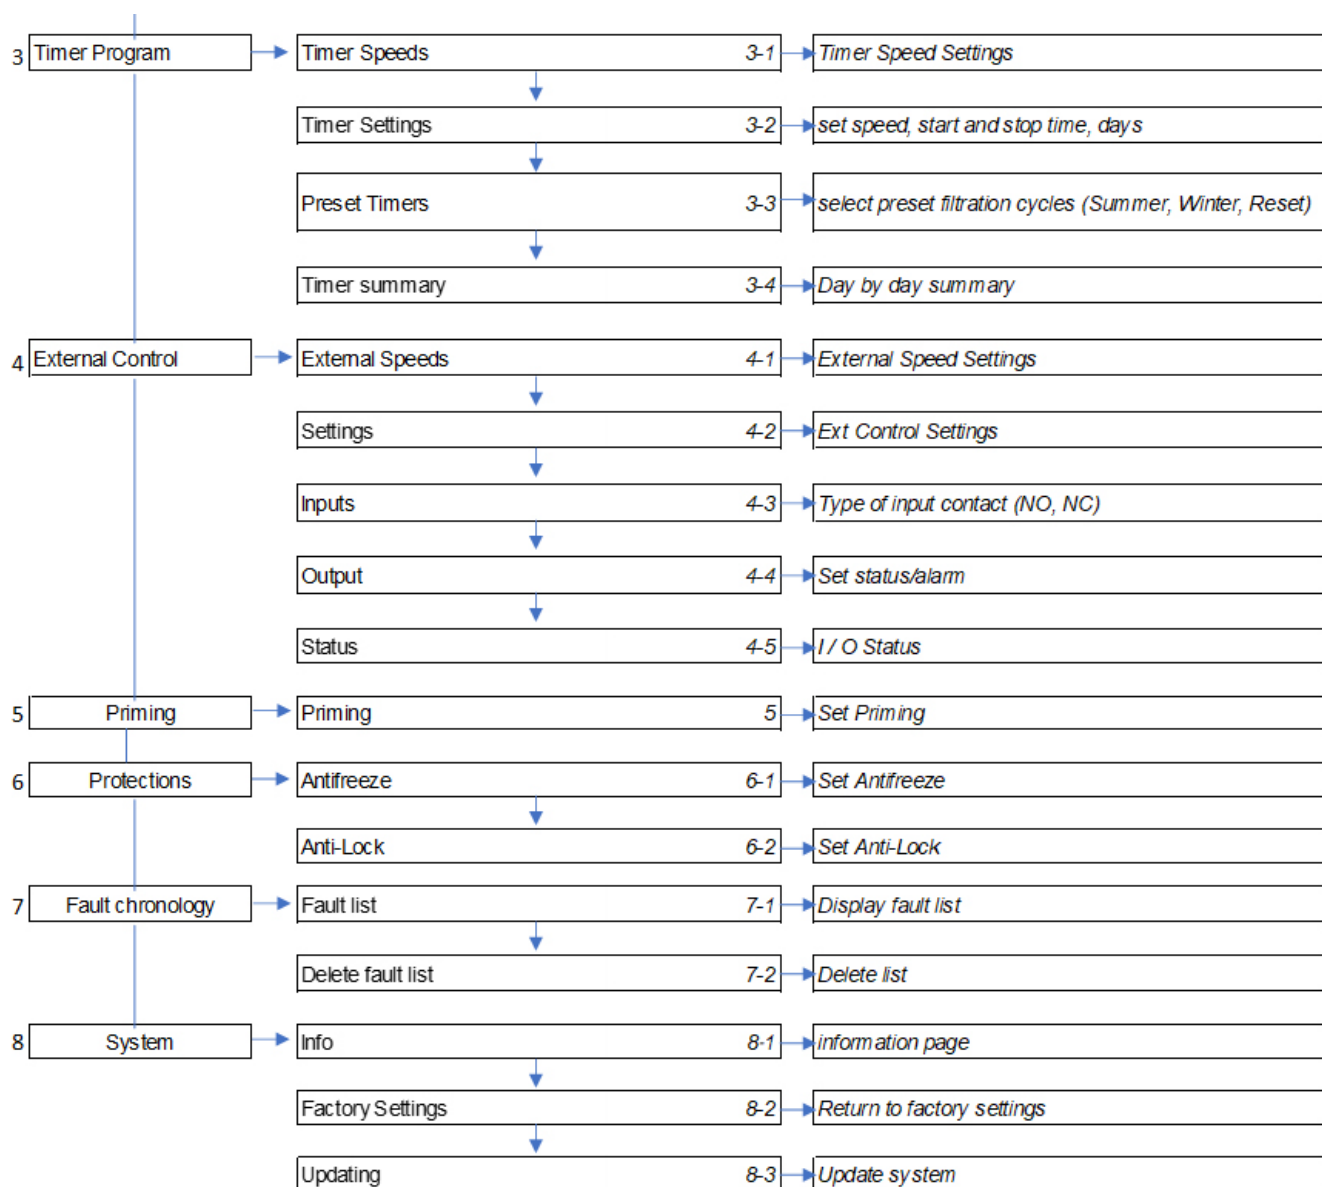 3 Timer Program Timer Speeds 3-1 Timer Speed Settings
Timer Settings 3-2 set speed, start and stop time, days
Preset Timers 3-3 select preset filtration cycles (Summer, Winter, Reset)
Timer summary 3-4 Day by day summary
4 External Control External Speeds 4-1 External Speed Settings
Settings 4-2 Ext Control Settings
Inputs 4-3 Type of input contact (NO, NC)
Output 4-4 Set status/alarm
Status 4-5 I / O Status
5 Priming Priming 5 Set Priming
6 Protections Antifreeze 6-1 Set Antifreeze
Anti-Lock 6-2 Set Anti-Lock
7 Fault chronology Fault list 7-1 Display fault list
Delete fault list 7-2 Delete list
8 System Info 8-1 information page
Factory Settings 8-2 Return to factory settings
Updating 8-3 Update system